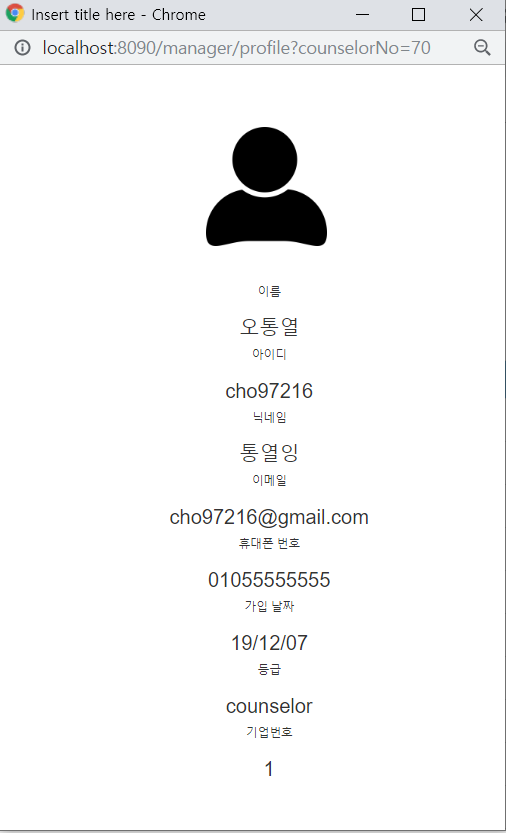 Insert title here - Chrome
localhost:8090/manager/profile?counselorNo=70
이름
오통열
아이디
cho97216
닉네임
통열잉
이메일
cho97216@gmail.com
휴대폰 번호
01055555555
가입 날짜
19/12/07
등급
counselor
기업번호
1